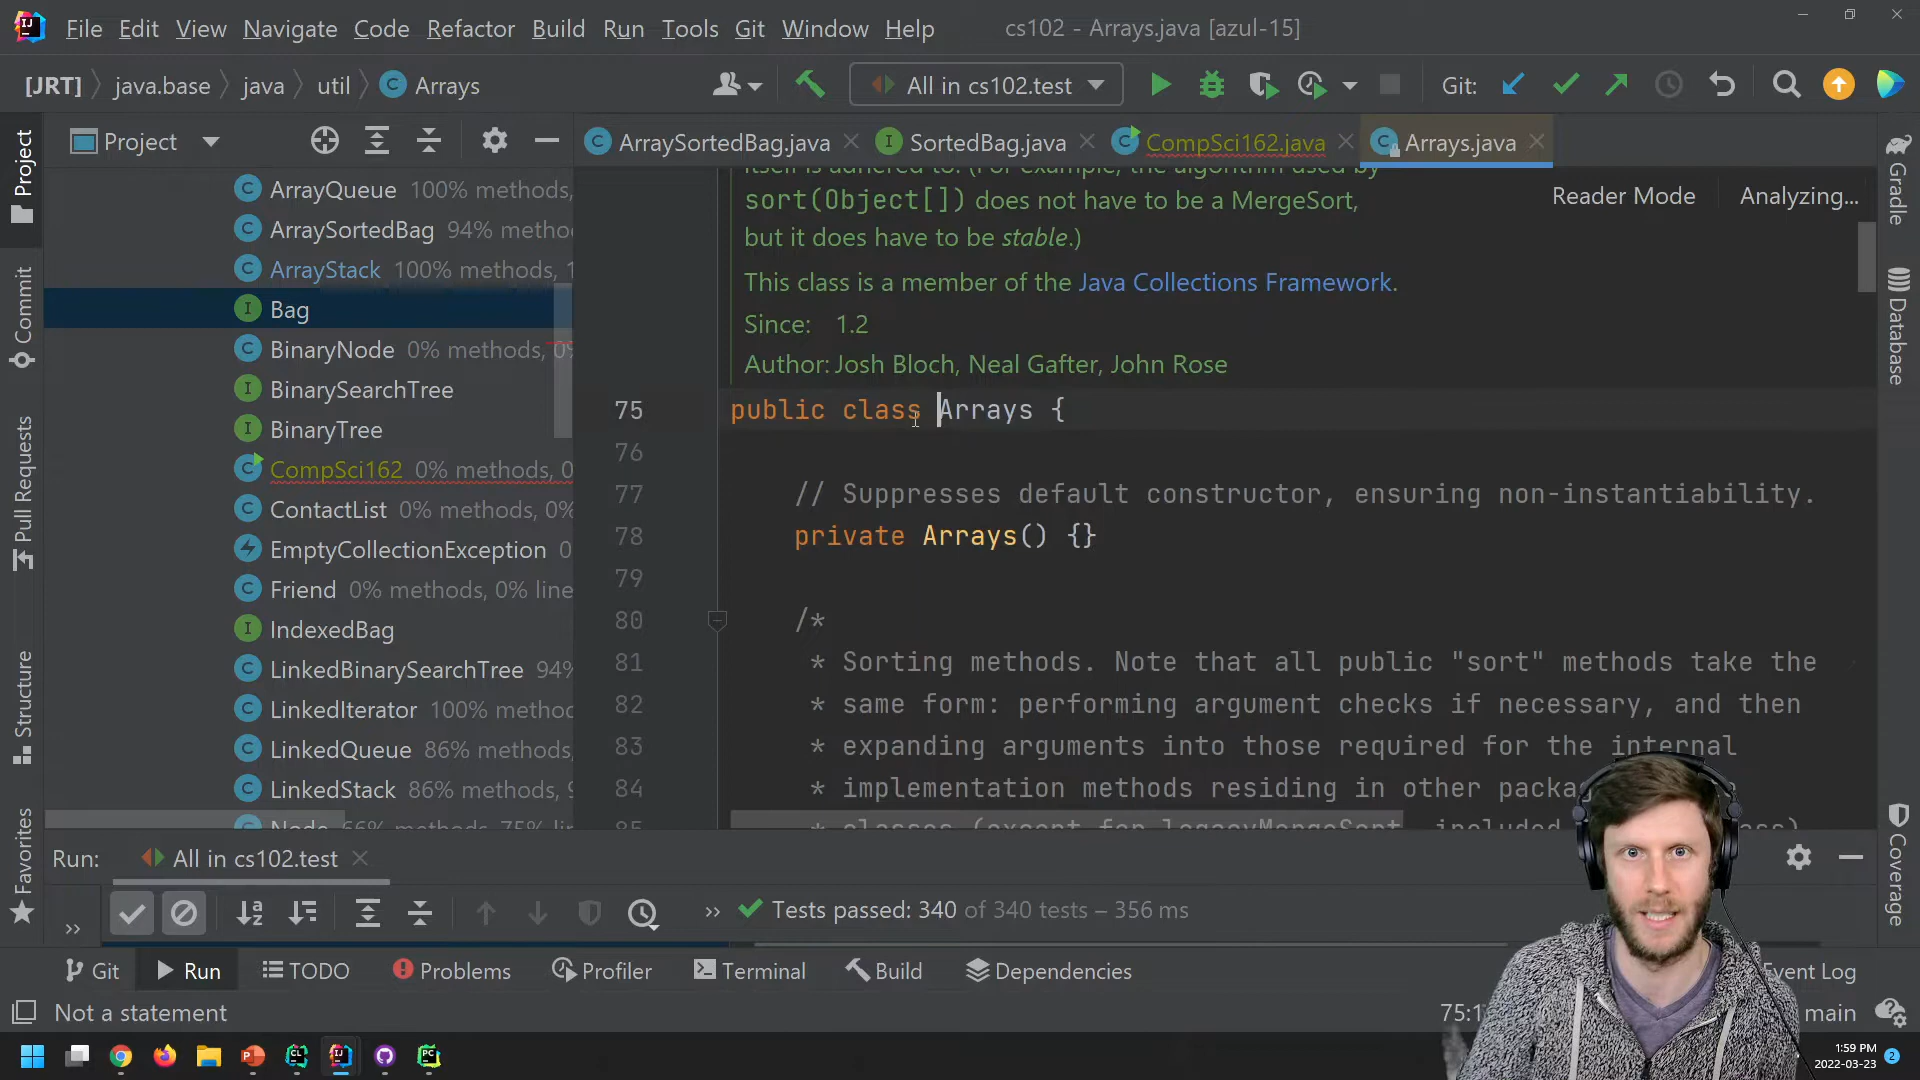 File Edit View Navigate Code Refactor Build Run Tools Git Window Help cs102 - Arrays.java [azul-15]
[JRT] java.base java util Arrays All in cs102.test Git:
Project
ArraySortedBag.java SortedBag.java CompSci162.java Arrays.java
Project
Commit
Pull Requests
Structure
Favorites
ArrayQueue 100% methods,
ArraySortedBag 94%
ArrayStack 100% methods, 1
Bag
BinaryNode 0% methods, 0%
BinarySearchTree
BinaryTree
CompSci162 0% methods, 0
ContactList 0% methods, 0%
EmptyCollectionException 0
Friend 0% methods, 0% line
IndexedBag
LinkedBinarySearchTree 94%
LinkedIterator 100%
LinkedQueue 86% methods,
LinkedStack 86% methods, 9
Node 66% methods, 75%
itself is adhered to. (For example, the algorithm used by
sort(Object[]) does not have to be a MergeSort,
but it does have to be stable.)
This class is a member of the Java Collections Framework.
Since: 1.2
Author: Josh Bloch, Neal Gafter, John Rose
Reader Mode Analyzing...
75 public class Arrays {
76
77 // Suppresses default constructor, ensuring non-instantiability.
78 private Arrays() {}
79
80 /*
81 * Sorting methods. Note that all public "sort" methods take the
82 * same form: performing argument checks if necessary, and then
83 * expanding arguments into those required for the internal
84 * implementation methods residing in other
85 * classes (except for legacyMergeSort, included
Gradle
Database
Coverage
Run: All in cs102.test
>> >> Tests passed: 340 of 340 tests – 356 ms
Git Run TODO Problems Profiler Terminal Build Dependencies Event Log
Not a statement main
1:59 PM
2022-03-23 2